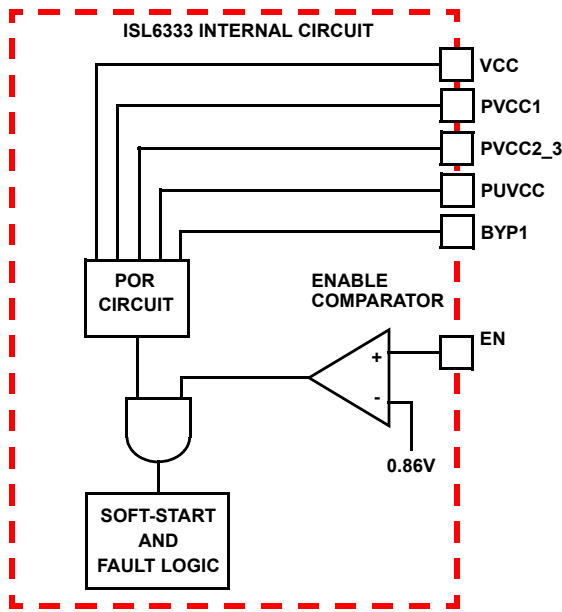 ISL6333 INTERNAL CIRCUIT
VCC
PVCC1
PVCC2_3
PUVCC
BYP1
POR
CIRCUIT
ENABLE
COMPARATOR
EN
+
-
0.86V
SOFT-START
AND
FAULT LOGIC